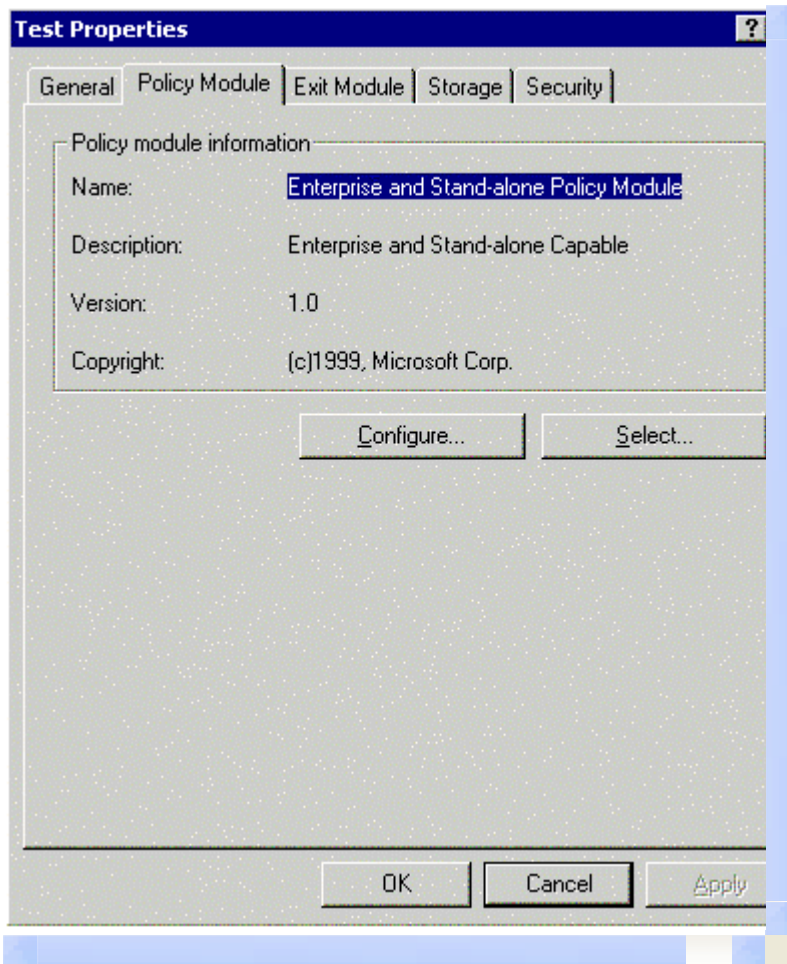 Test Properties ?
General Policy Module Exit Module Storage Security
Policy module information
Name: Enterprise and Stand-alone Policy Module
Description: Enterprise and Stand-alone Capable
Version: 1.0
Copyright: (c)1999, Microsoft Corp.
Configure... Select...
OK Cancel Apply